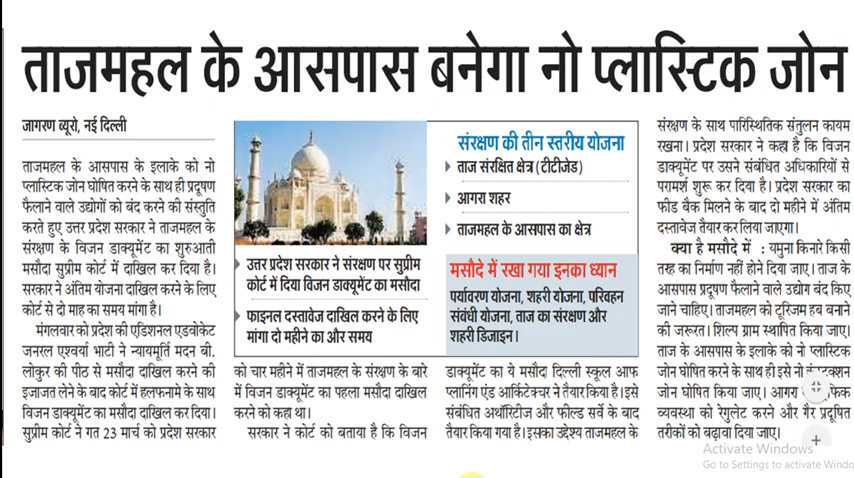 ताजमहल के आसपास बनेगा नो प्लास्टिक जोन
जागरण ब्यूरो, नई दिल्ली
ताजमहल के आसपास के इलाके को नो
प्लास्टिक जोन घोषित करने के साथ ही प्रदूषण
फैलाने वाले उद्योगों को बंद करने की संस्तुति
करते हुए उत्तर प्रदेश सरकार ने ताजमहल के
संरक्षण के विजन डाक्यूमेंट का शुरुआती
मसौदा सुप्रीम कोर्ट में दाखिल कर दिया है।
सरकार ने अंतिम योजना दाखिल करने के लिए
कोर्ट से दो माह का समय मांगा है।
मंगलवार को प्रदेश की एडिशनल एडवोकेट
जनरल एश्वर्या भाटी ने न्यायमूर्ति मदन बी.
लोकुर की पीठ से मसौदा दाखिल करने की
इजाजत लेने के बाद कोर्ट में हलफनामे के साथ
विजन डाक्यूमेंट का मसौदा दाखिल कर दिया।
सुप्रीम कोर्ट ने गत 23 मार्च को प्रदेश सरकार
उत्तर प्रदेश सरकार ने संरक्षण पर सुप्रीम
कोर्ट में दिया विजन डाक्यूमेंट का मसौदा
फाइनल दस्तावेज दाखिल करने के लिए
मांगा दो महीने का और समय
संरक्षण की तीन स्तरीय योजना
ताज संरक्षित क्षेत्र (टीटीजेड)
आगरा शहर
ताजमहल के आसपास का क्षेत्र
मसौदे में रखा गया इनका ध्यान
पर्यावरण योजना, शहरी योजना, परिवहन
संबंधी योजना, ताज का संरक्षण और
शहरी डिजाइन।
को चार महीने में ताजमहल के संरक्षण के बारे
में विजन डाक्यूमेंट का पहला मसौदा दाखिल
करने को कहा था।
सरकार ने कोर्ट को बताया है कि विजन
डाक्यूमेंट का ये मसौदा दिल्ली स्कूल आफ
प्लानिंग एंड आर्किटेक्चर ने तैयार किया है। इसे
संबंधित अथॉरिटीज और फील्ड सर्वे के बाद
तैयार किया गया है। इसका उद्देश्य ताजमहल के
संरक्षण के साथ पारिस्थितिक संतुलन कायम
रखना। प्रदेश सरकार ने कहा है कि विजन
डाक्यूमेंट पर उसने संबंधित अधिकारियों से
परामर्श शुरू कर दिया है। प्रदेश सरकार का
फीड बैक मिलने के बाद दो महीने में अंतिम
दस्तावेज तैयार कर लिया जाएगा।
क्या है मसौदे में : यमुना किनारे किसी
तरह का निर्माण नहीं होने दिया जाए। ताज के
आसपास प्रदूषण फैलाने वाले उद्योग बंद किए
जाने चाहिए। ताजमहल को टूरिज्म हब बनाने
की जरूरत। शिल्प ग्राम स्थापित किया जाए।
ताज के आसपास के इलाके को नो प्लास्टिक
जोन घोषित करने के साथ ही इसे नो
जोन घोषित किया जाए। आगरा
व्यवस्था को रेगुलेट करने और गैर प्रदूषित
तरीकों को बढ़ावा दिया जाए।
Activate Windows
Go to Settings to activate Windo